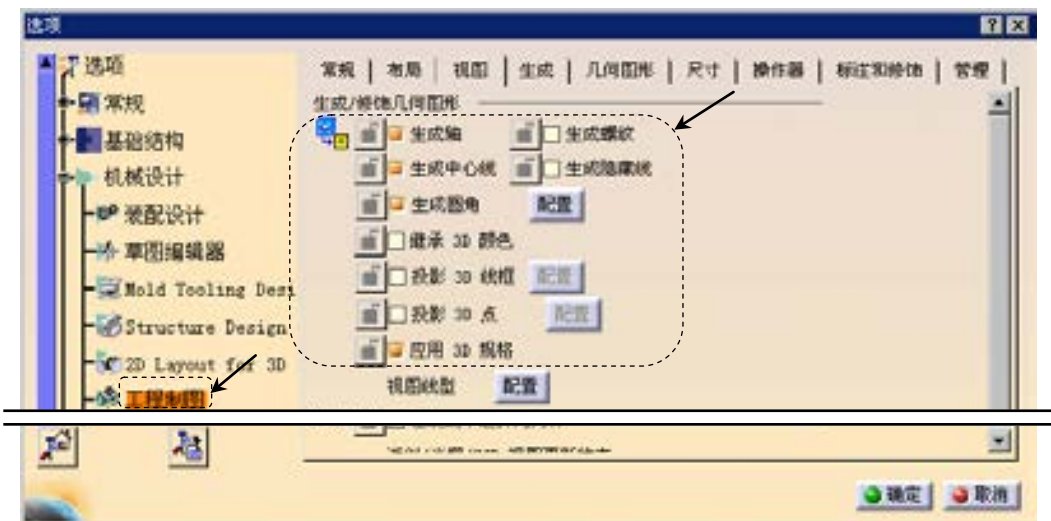 选项
选项
常规
基础结构
机械设计
装配设计
草图编辑器
Mold Tooling Desi
Structure Design
2D Layout for 3D
工程制图
常规 布局 视图 生成 几何图形 尺寸 操作器 标注和修饰 管理
生成/修饰几何图形
生成轴 生成螺纹
生成中心线 生成隐藏线
生成圆角 配置
继承 3D 颜色
投影 3D 线框 配置
投影 3D 点 配置
应用 3D 规格
视图线型 配置
确定 取消